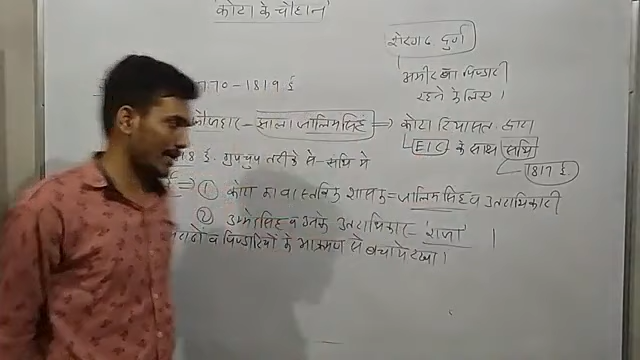 कोटा के चौहान
शेरगढ़ दुर्ग
अमीर खां पिण्डारी
रहने के लिए।
1770 - 1819 ई
फौजदार - झाला जालिमसिंह ⇒ कोटा रियासत द्वारा
EIC के साथ संधि
1817 ई.
18 ई. गुपचुप तरीके से - संधि में
⇒ ① कोटा का वास्तविक शासक = जालिमसिंह व उत्तराधिकारी
② उम्मेदसिंह व उनके उत्तराधिकारी - 'राजा' |
मराठों व पिण्डारियों के आक्रमण से बचाये रखा।